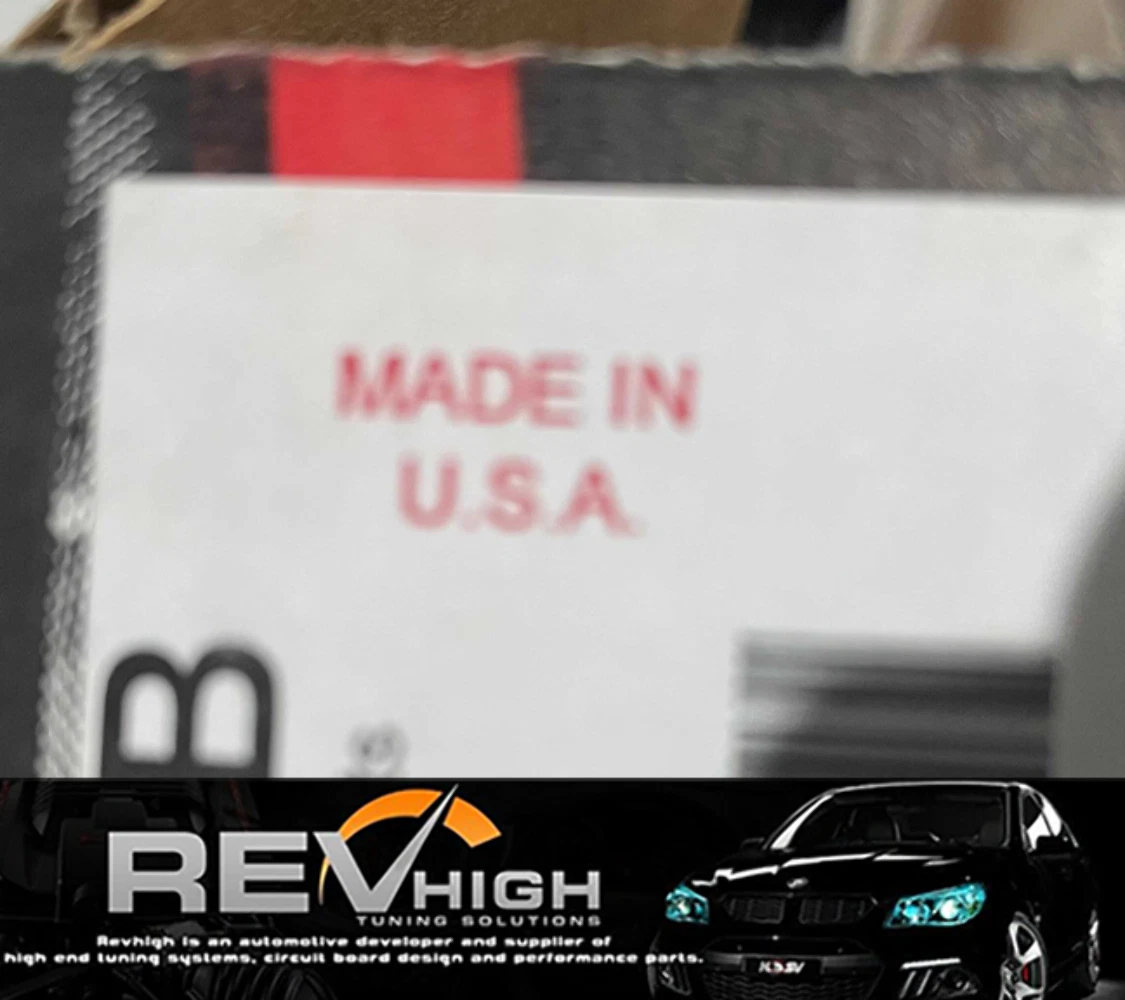 MADE IN
U.S.A.
B
REVHIGH
TUNING SOLUTIONS
Revhigh is an automotive developer and supplier of
high end tuning systems, circuit board design and performance parts.